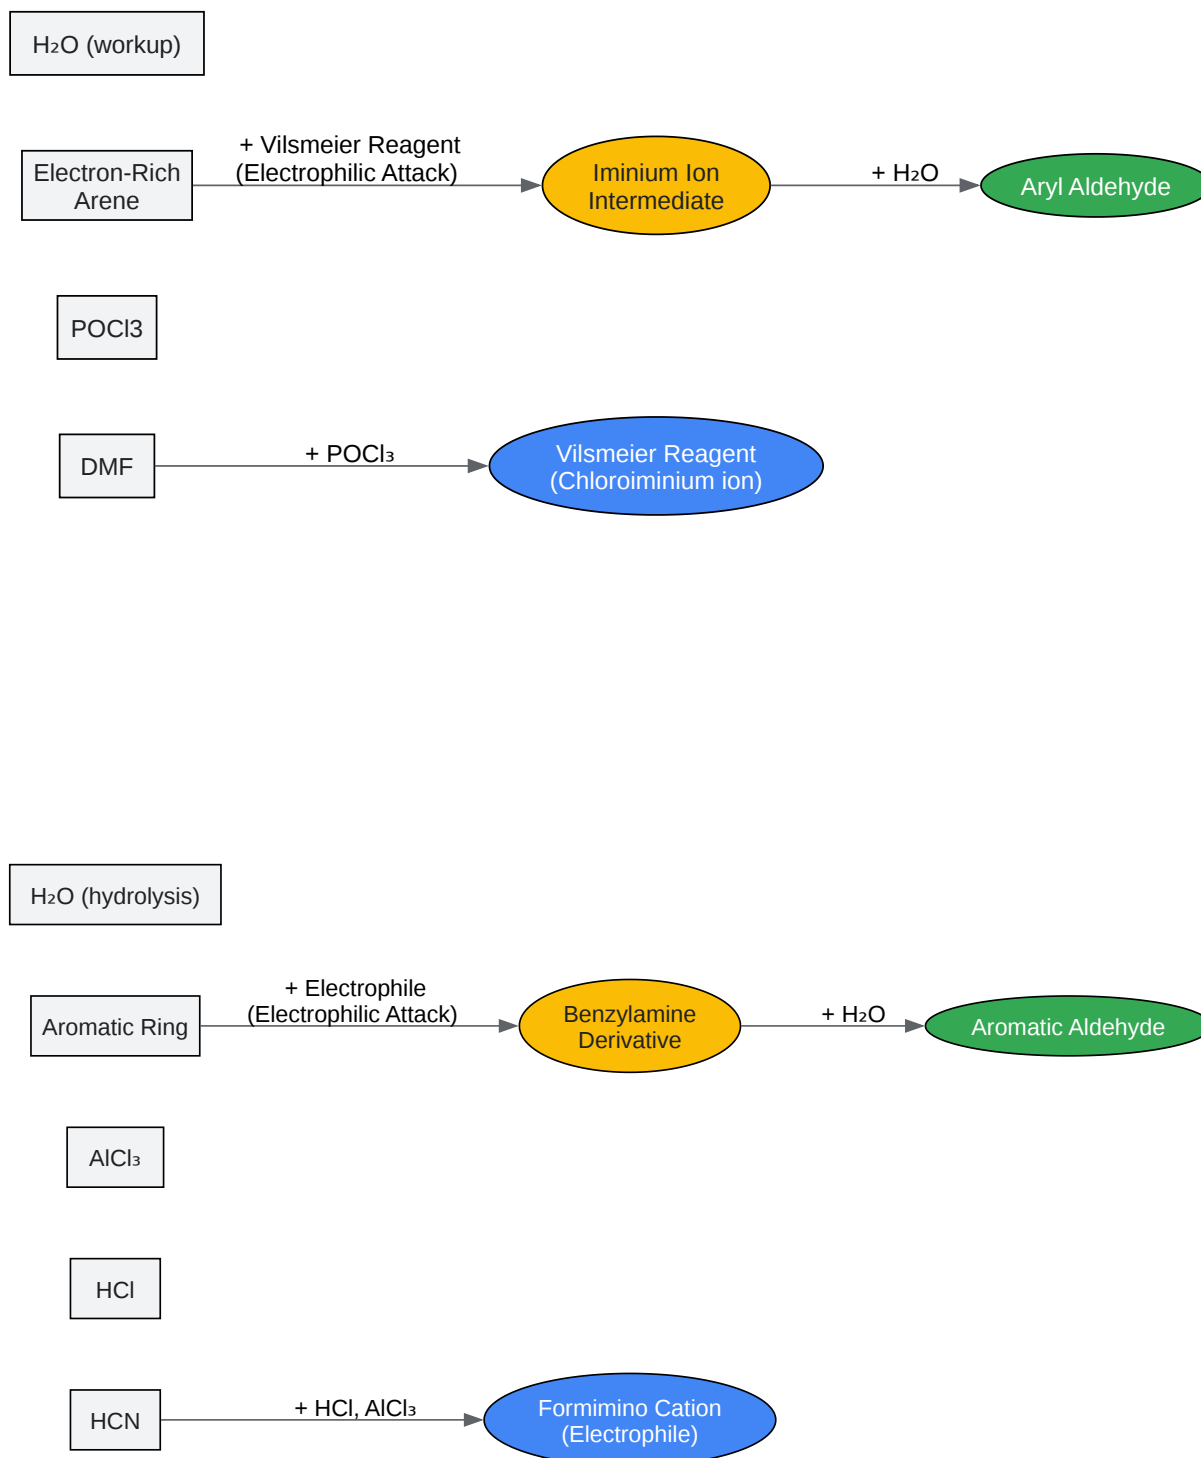 H₂O (workup)
+ Vilsmeier Reagent
(Electrophilic Attack)
Electron-Rich
Arene
Iminium Ion
Intermediate
+ H₂O
Aryl Aldehyde
POCl3
DMF
+ POCl₃
Vilsmeier Reagent
(Chloroiminium ion)
H₂O (hydrolysis)
+ Electrophile
(Electrophilic Attack)
Aromatic Ring
Benzylamine
Derivative
+ H₂O
Aromatic Aldehyde
AlCl₃
HCl
HCN
+ HCl, AlCl₃
Formimino Cation
(Electrophile)